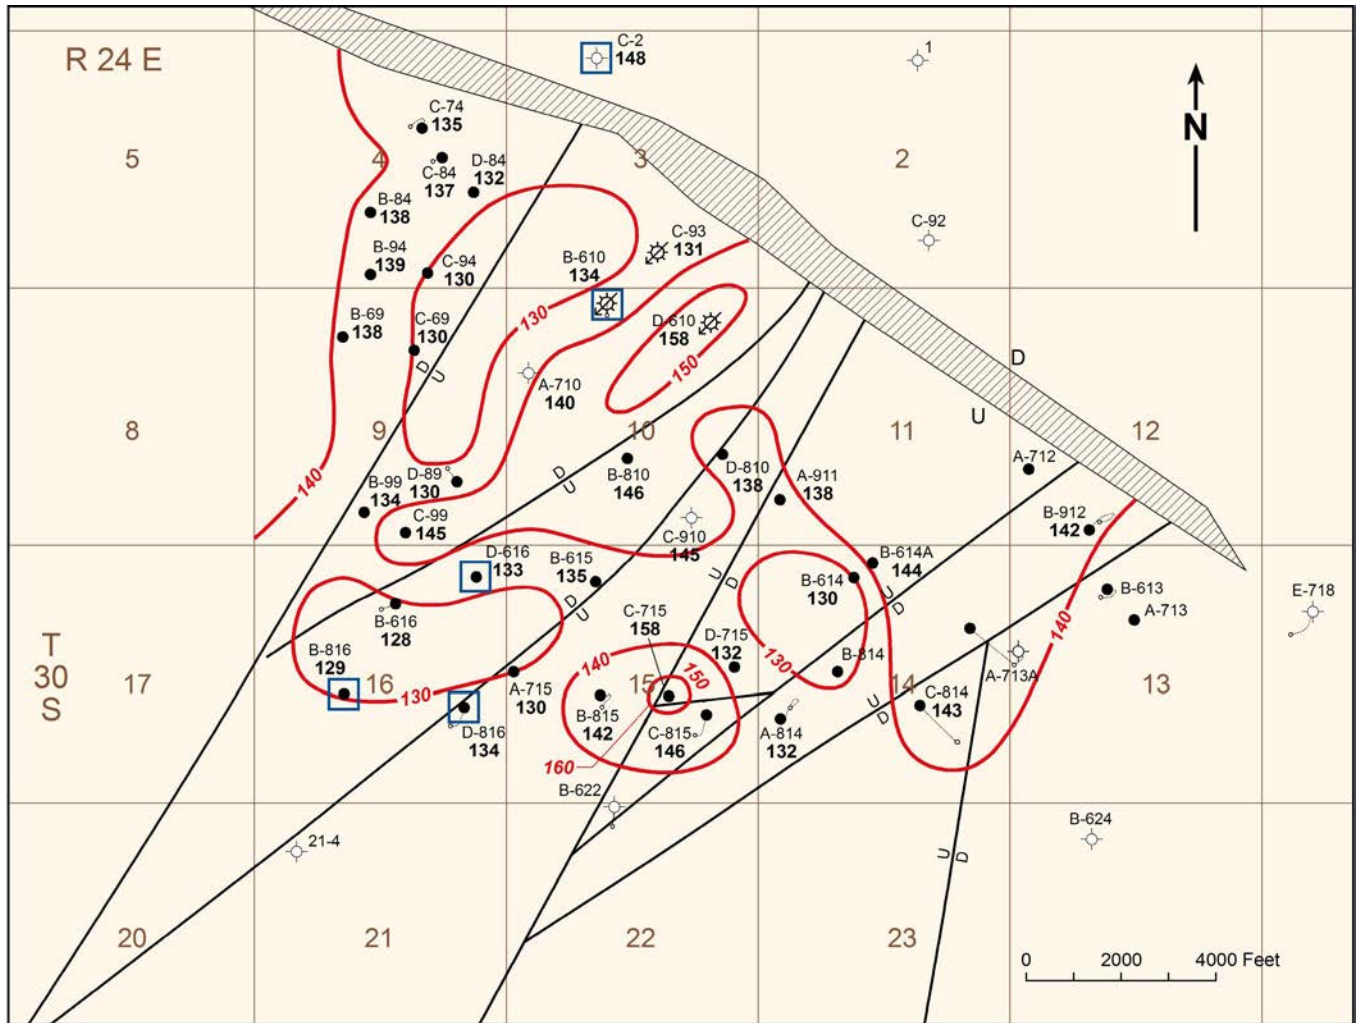 R 24 E
C-2
148
1
N
C-74
135
5
4
3
2
C-84
137
D-84
132
B-84
138
C-92
C-93
131
B-94
139
C-94
130
B-610
134
B-69
138
C-69
130
130
D-610
158
150
D
U
D
U
A-710
140
8
9
10
11
12
140
B-99
134
D-89
130
D
U
B-810
146
D-810
138
A-911
138
A-712
C-99
145
C-910
145
B-912
142
D-616
133
B-615
135
U
D
B-614A
144
B-614
130
B-613
A-713
E-718
B-616
128
D
U
C-715
158
U
D
T
30
S
17
B-816
129
16
130
A-715
130
140
15
150
D-715
132
130
B-814
14
140
A-713A
13
D-816
134
B-815
142
C-815
146
A-814
132
U
D
C-814
143
160
B-622
21-4
B-624
U
D
20
21
22
23
0 2000 4000 Feet